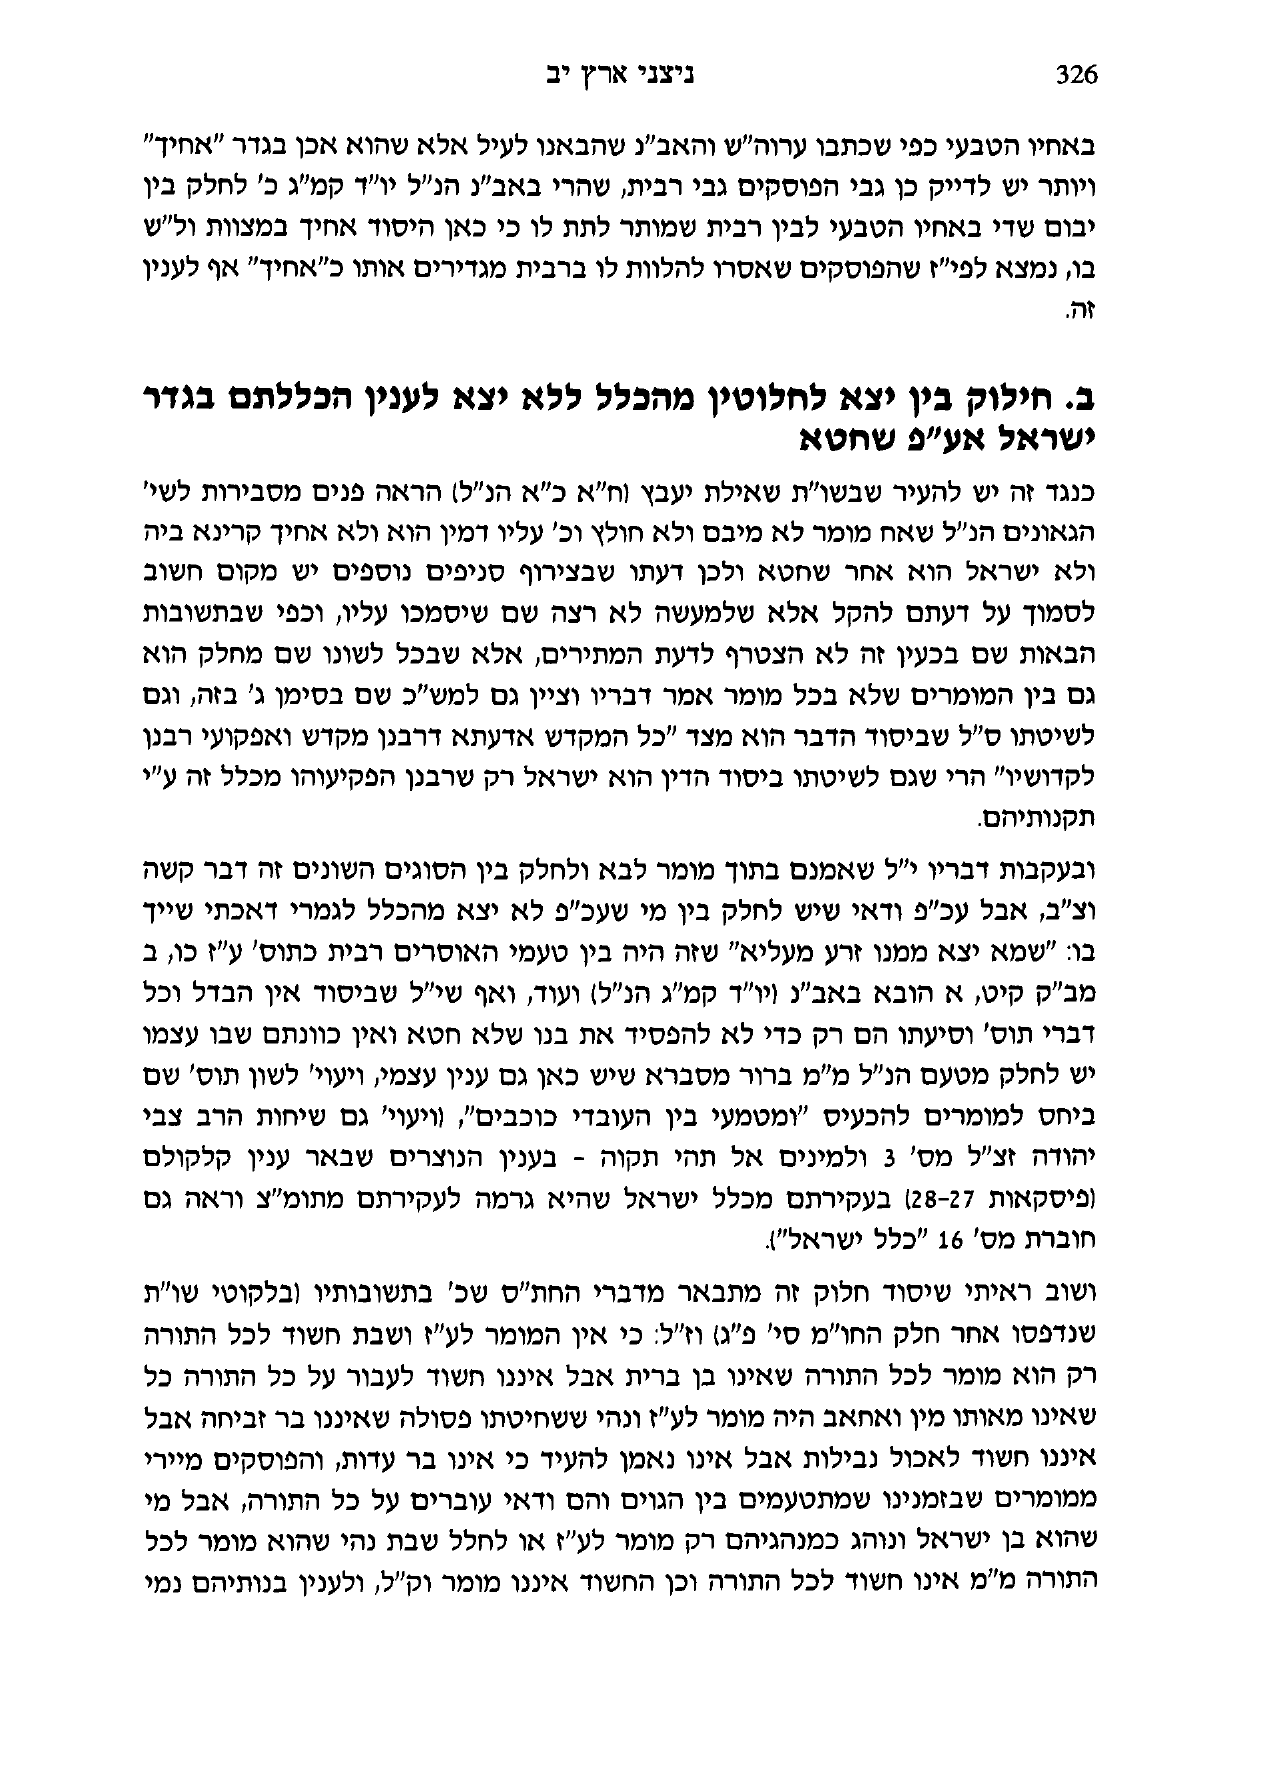 326 ניצני ארץ יב
באחיו הטבעי כפי שכתבו ערוה"ש והאב"נ שהבאנו לעיל אלא שהוא אכן בגדר "אחיך"
ויותר יש לדייק כן גבי הפוסקים גבי רבית, שהרי באב"נ הנ"ל יו"ד קמ"ג כ' לחלק בין
יבום שדי באחיו הטבעי לבין רבית שמותר לתת לו כי כאן היסוד אחיך במצוות ול"ש
בו, נמצא לפי"ז שהפוסקים שאסרו להלוות לו ברבית מגדירים אותו כ"אחיך" אף לענין
זה.
ב. חילוק בין יצא לחלוטין מהכלל ללא יצא לענין הכללתם בגדר
ישראל אע"פ שחטא
כנגד זה יש להעיר שבשו"ת שאילת יעבץ (ח"א כ"א הנ"ל) הראה פנים מסבירות לשי'
הגאונים הנ"ל שאח מומר לא מיבם ולא חולץ וכ' עליו דמין הוא ולא אחיך קרינא ביה
ולא ישראל הוא אחר שחטא ולכן דעתו שבצירוף סניפים נוספים יש מקום חשוב
לסמוך על דעתם להקל אלא שלמעשה לא רצה שם שיסמכו עליו, וכפי שבתשובות
הבאות שם בכעין זה לא הצטרף לדעת המתירים, אלא שבכל לשונו שם מחלק הוא
גם בין המומרים שלא בכל מומר אמר דבריו וציין גם למש"כ שם בסימן ג' בזה, וגם
לשיטתו ס"ל שביסוד הדבר הוא מצד "כל המקדש אדעתא דרבנן מקדש ואפקועי רבנן
לקדושיו" הרי שגם לשיטתו ביסוד הדין הוא ישראל רק שרבנן הפקיעוהו מכלל זה ע"י
תקנותיהם.
ובעקבות דבריו י"ל שאמנם בתוך מומר לבא ולחלק בין הסוגים השונים זה דבר קשה
וצ"ב, אבל עכ"פ ודאי שיש לחלק בין מי שעכ"פ לא יצא מהכלל לגמרי דאכתי שייך
בו: "שמא יצא ממנו זרע מעליא" שזה היה בין טעמי האוסרים רבית כתוס' ע"ז כו, ב
מב"ק קיט, א הובא באב"נ (יו"ד קמ"ג הנ"ל) ועוד, ואף שי"ל שביסוד אין הבדל וכל
דברי תוס' וסיעתו הם רק כדי לא להפסיד את בנו שלא חטא ואין כוונתם שבו עצמו
יש לחלק מטעם הנ"ל מ"מ ברור מסברא שיש כאן גם ענין עצמי, ויעוי' לשון תוס' שם
ביחס למומרים להכעיס "ומטמעי בין העובדי כוכבים", (ויעוי' גם שיחות הרב צבי
יהודה זצ"ל מס' 3 ולמינים אל תהי תקוה - בענין הנוצרים שבאר ענין קלקולם
(פיסקאות 28-27) בעקירתם מכלל ישראל שהיא גרמה לעקירתם מתומ"צ וראה גם
חוברת מס' 16 "כלל ישראל").
ושוב ראיתי שיסוד חלוק זה מתבאר מדברי החת"ס שכ' בתשובותיו (בלקוטי שו"ת
שנדפסו אחר חלק החו"מ סי' פ"ג) וז"ל: כי אין המומר לע"ז ושבת חשוד לכל התורה
רק הוא מומר לכל התורה שאינו בן ברית אבל איננו חשוד לעבור על כל התורה כל
שאינו מאותו מין ואחאב היה מומר לע"ז ונהי ששחיטתו פסולה שאיננו בר זביחה אבל
איננו חשוד לאכול נבילות אבל אינו נאמן להעיד כי אינו בר עדות, והפוסקים מיירי
ממומרים שבזמנינו שמתטעמים בין הגוים והם ודאי עוברים על כל התורה, אבל מי
שהוא בן ישראל ונוהג כמנהגיהם רק מומר לע"ז או לחלל שבת נהי שהוא מומר לכל
התורה מ"מ אינו חשוד לכל התורה וכן החשוד איננו מומר וק"ל, ולענין בנותיהם נמי